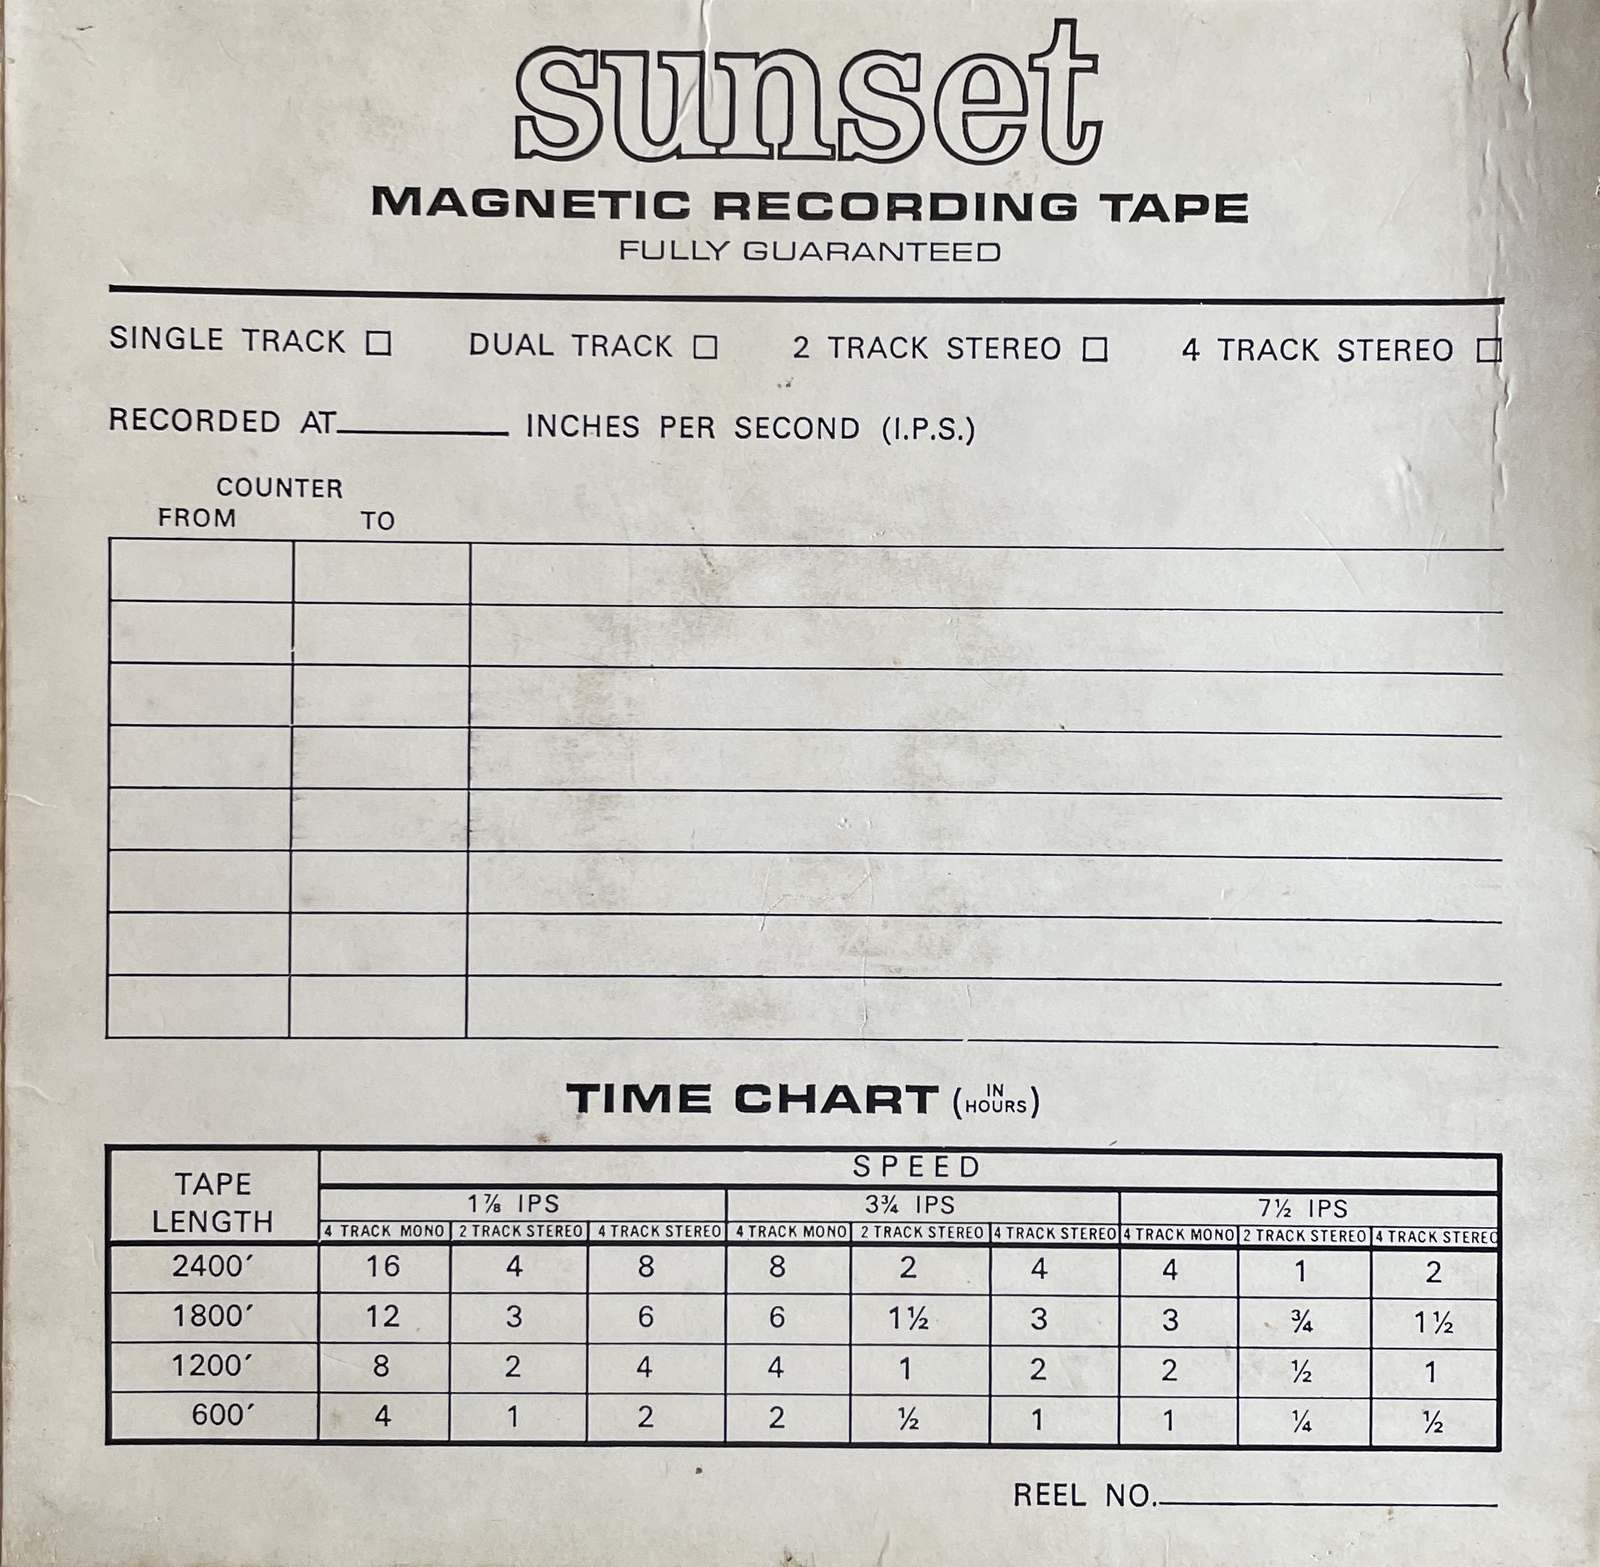 sunset
MAGNETIC RECORDING TAPE
FULLY GUARANTEED
SINGLE TRACK □ DUAL TRACK □ 2 TRACK STEREO □ 4 TRACK STEREO □
RECORDED AT__________ INCHES PER SECOND (I.P.S.)
COUNTER
FROM TO
TIME CHART (IN HOURS)
TAPE LENGTH
SPEED
1⅞ IPS 3¾ IPS 7½ IPS
4 TRACK MONO 2 TRACK STEREO 4 TRACK STEREO 4 TRACK MONO 2 TRACK STEREO 4 TRACK STEREO 4 TRACK MONO 2 TRACK STEREO 4 TRACK STEREO
2400′ 16 4 8 8 2 4 4 1 2
1800′ 12 3 6 6 1½ 3 3 ¾ 1½
1200′ 8 2 4 4 1 2 2 ½ 1
600′ 4 1 2 2 ½ 1 1 ¼ ½
REEL NO.__________